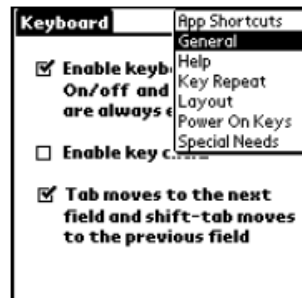 Keyboard
App Shortcuts
General
Help
Key Repeat
Layout
Power On Keys
Special Needs
Enable
On/off and
are always
Enable key
Tab moves to the next
field and shift-tab moves
to the previous field